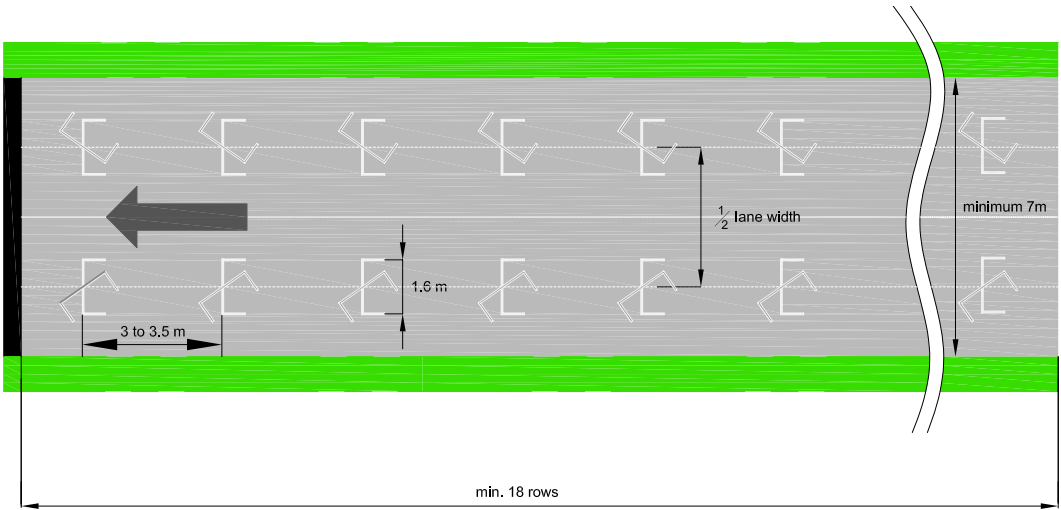 minimum 7m
1/2 lane width
1.6 m
3 to 3.5 m
min. 18 rows